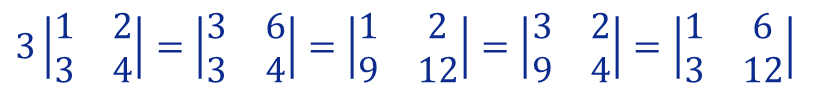 3 |1 2| = |3 6| = |1 2| = |3 2| = |1 6|
|3 4| |3 4| |9 12| |9 4| |3 12|